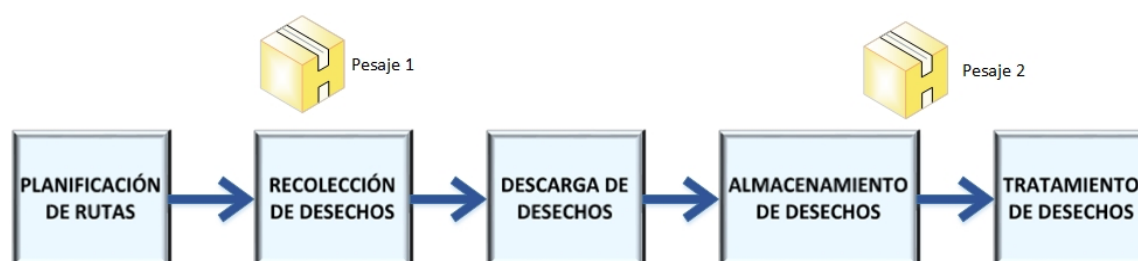 Pesaje 1
Pesaje 2
PLANIFICACIÓN
DE RUTAS
RECOLECCIÓN
DE DESECHOS
DESCARGA DE
DESECHOS
ALMACENAMIENTO
DE DESECHOS
TRATAMIENTO
DE DESECHOS